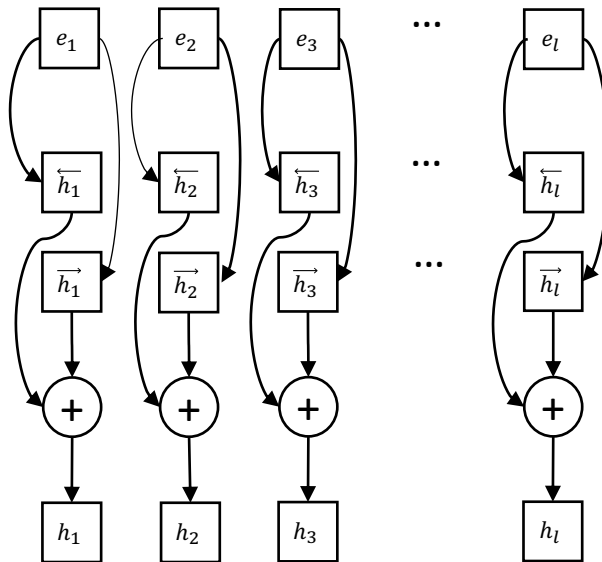 e₁ e₂ e₃ ... eₗ
←h₁ ←h₂ ←h₃ ... ←hₗ
→h₁ →h₂ →h₃ ... →hₗ
+ + + +
h₁ h₂ h₃ hₗ